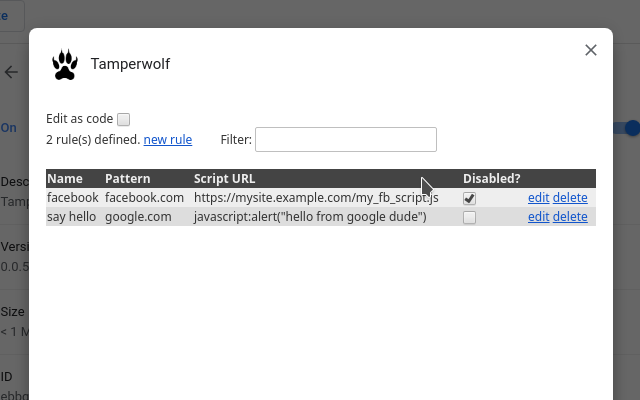 e
Tamperwolf
Edit as code
2 rule(s) defined. new rule Filter:
On
Name Pattern Script URL Disabled?
facebook facebook.com https://mysite.example.com/my_fb_script.js edit delete
say hello google.com javascript:alert("hello from google dude") edit delete
Desc
Tamp
Versi
0.0.5
Size
< 1 M
ID
ebbg